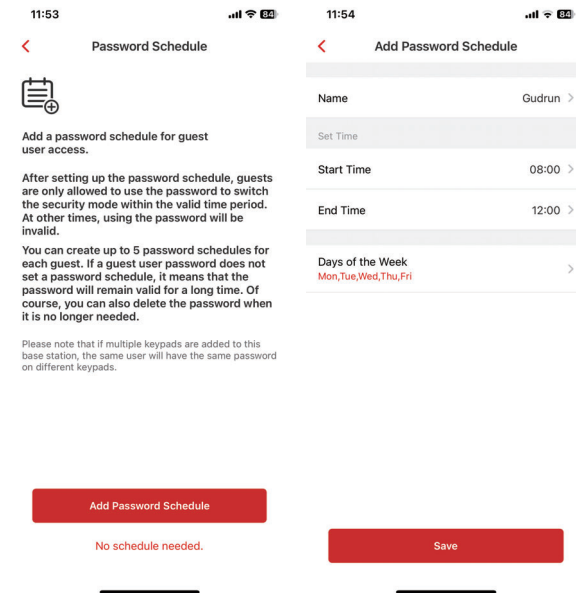 11:53
84
Password Schedule
Add a password schedule for guest
user access.
After setting up the password schedule, guests
are only allowed to use the password to switch
the security mode within the valid time period.
At other times, using the password will be
invalid.
You can create up to 5 password schedules for
each guest. If a guest user password does not
set a password schedule, it means that the
password will remain valid for a long time. Of
course, you can also delete the password when
it is no longer needed.
Please note that if multiple keypads are added to this
base station, the same user will have the same password
on different keypads.
Add Password Schedule
No schedule needed.
11:54
84
Add Password Schedule
Name Gudrun
Set Time
Start Time 08:00
End Time 12:00
Days of the Week
Mon,Tue,Wed,Thu,Fri
Save